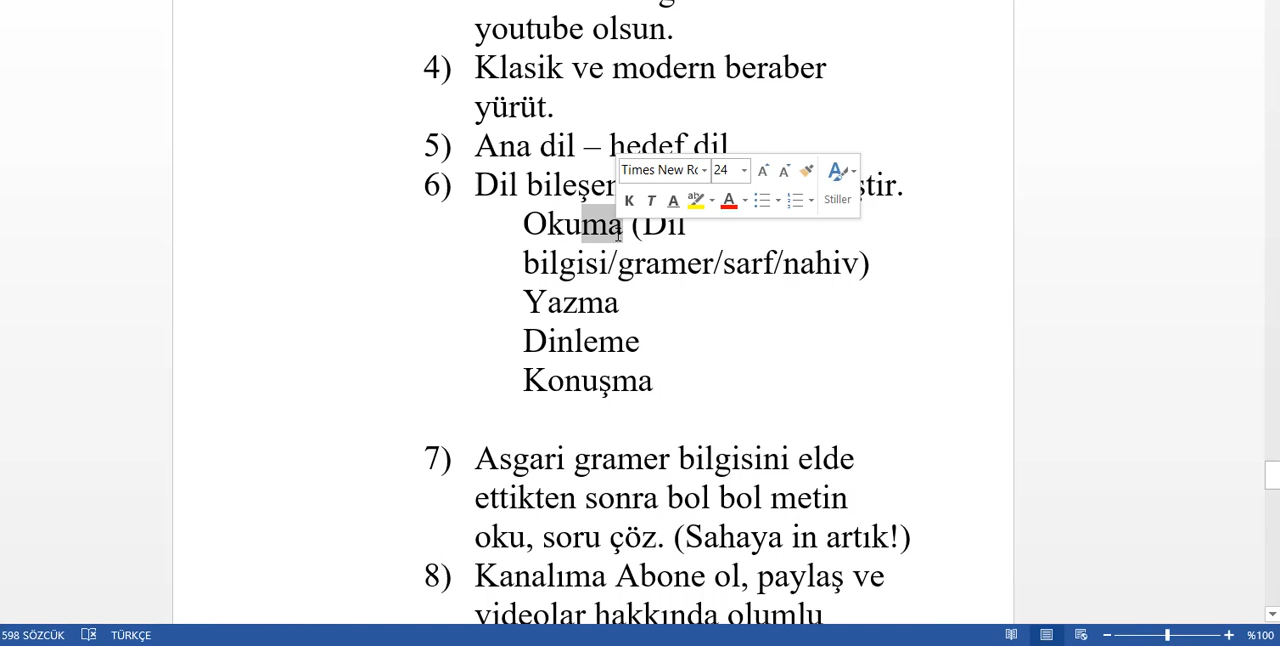 youtube olsun.
4) Klasik ve modern beraber
yürüt.
5) Ana dil – hedef dil
Times New Rc 24
6) Dil
K T A A Stiller
Okuma (Dil
bilgisi/gramer/sarf/nahiv)
Yazma
Dinleme
Konuşma
7) Asgari gramer bilgisini elde
ettikten sonra bol bol metin
oku, soru çöz. (Sahaya in artık!)
8) Kanalıma Abone ol, paylaş ve
videolar hakkında olumlu
598 SÖZCÜK TÜRKÇE %100